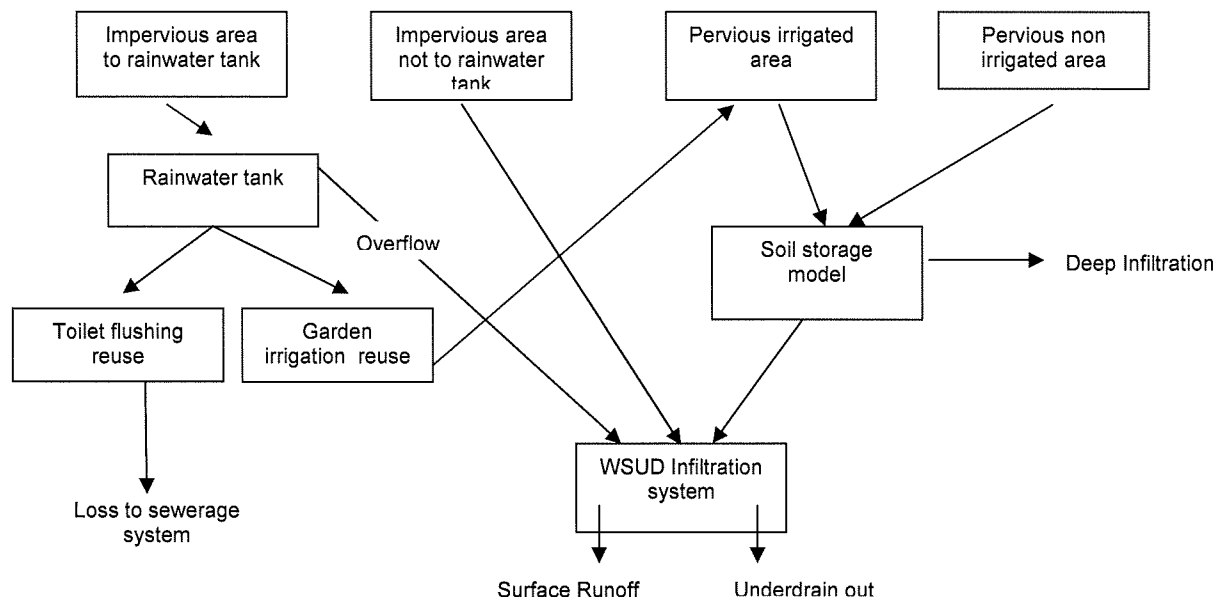 Impervious area
to rainwater tank
Impervious area
not to rainwater
tank
Pervious irrigated
area
Pervious non
irrigated area
Rainwater tank
Overflow
Soil storage
model
Deep Infiltration
Toilet flushing
reuse
Garden
irrigation reuse
WSUD Infiltration
system
Loss to sewerage
system
Surface Runoff
Underdrain out